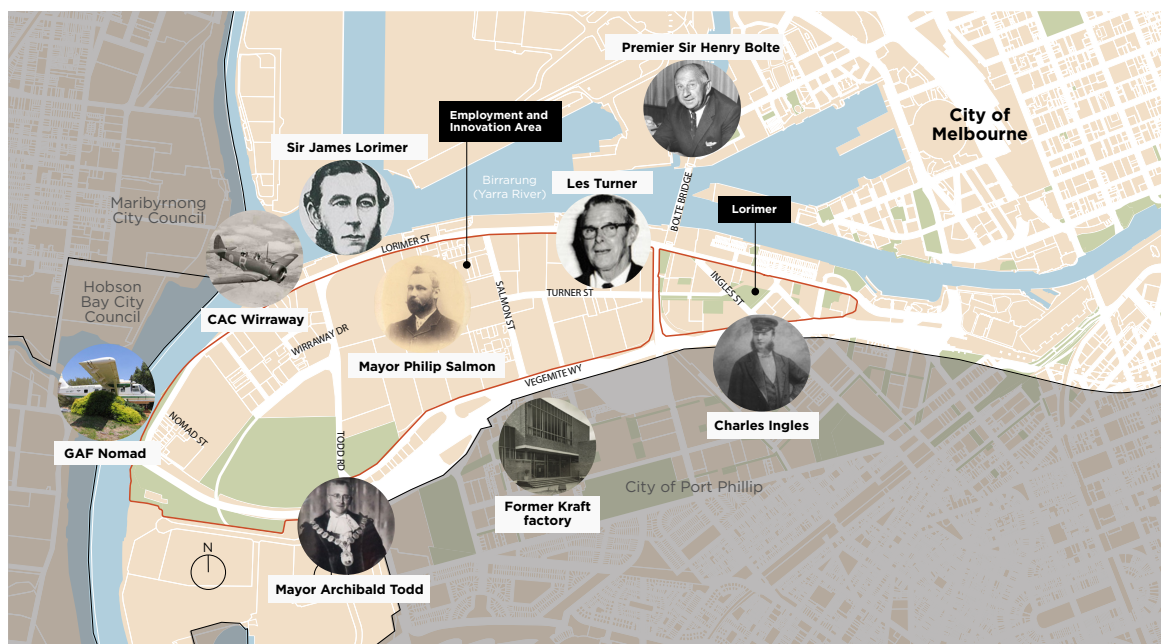 Premier Sir Henry Bolte
City of
Melbourne
Employment and
Innovation Area
Sir James Lorimer
Birrarung
(Yarra River)
Les Turner
BOLTE BRIDGE
Maribyrnong
City Council
Lorimer
LORIMER ST
Hobson
Bay City
Council
INGLES ST
SALMON ST
TURNER ST
CAC Wirraway
WIRRAWAY DR
Mayor Philip Salmon
VEGEMITE WY
NOMAD ST
Charles Ingles
GAF Nomad
TODD RD
City of Port Phillip
Former Kraft
factory
N
Mayor Archibald Todd